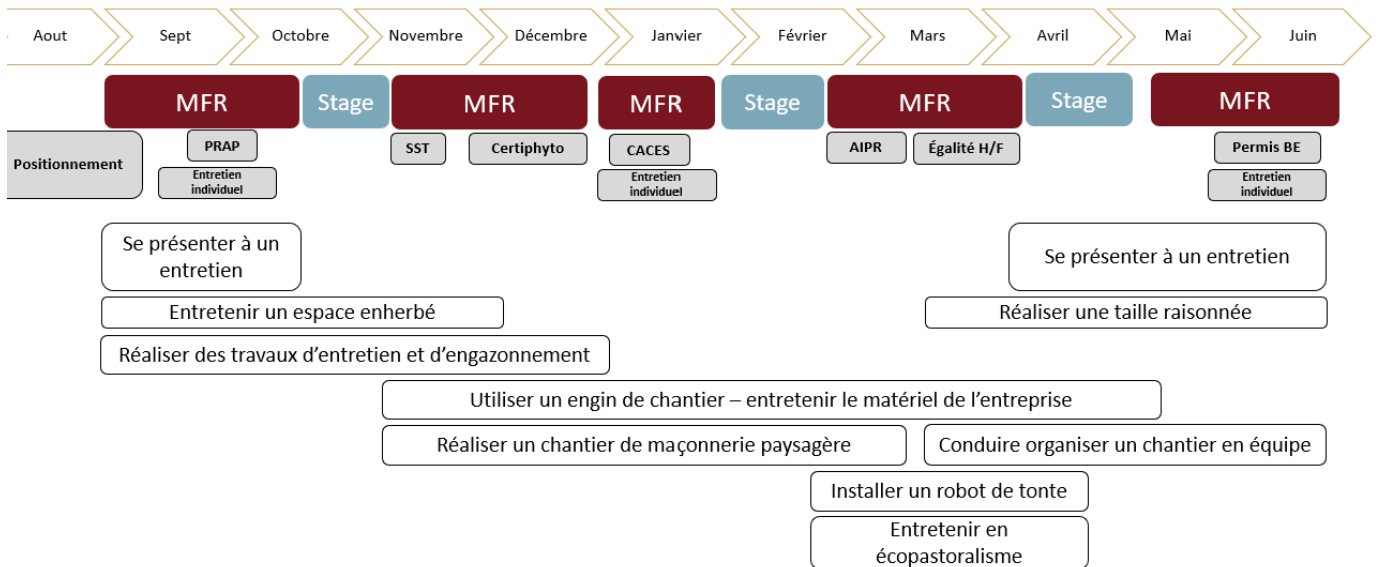 Aout Sept Octobre Novembre Décembre Janvier Février Mars Avril Mai Juin
MFR Stage MFR MFR Stage MFR Stage MFR
Positionnement
PRAP SST Certiphyto CACES AIPR Égalité H/F Permis BE
Entretien
individuel
Entretien
individuel
Entretien
individuel
Se présenter à un
entretien
Se présenter à un entretien
Entretenir un espace enherbé
Réaliser une taille raisonnée
Réaliser des travaux d’entretien et d’engazonnement
Utiliser un engin de chantier – entretenir le matériel de l’entreprise
Réaliser un chantier de maçonnerie paysagère
Conduire organiser un chantier en équipe
Installer un robot de tonte
Entretenir en
écopastoralisme